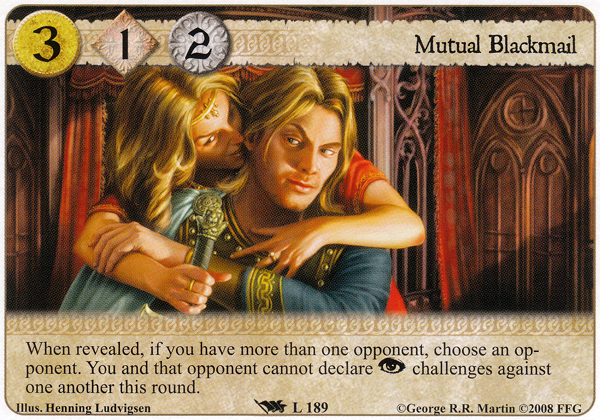 3 1 2 Mutual Blackmail
When revealed, if you have more than one opponent, choose an op-
ponent. You and that opponent cannot declare challenges against
one another this round.
Illus. Henning Ludvigsen L 189 ©George R.R. Martin ©2008 FFG